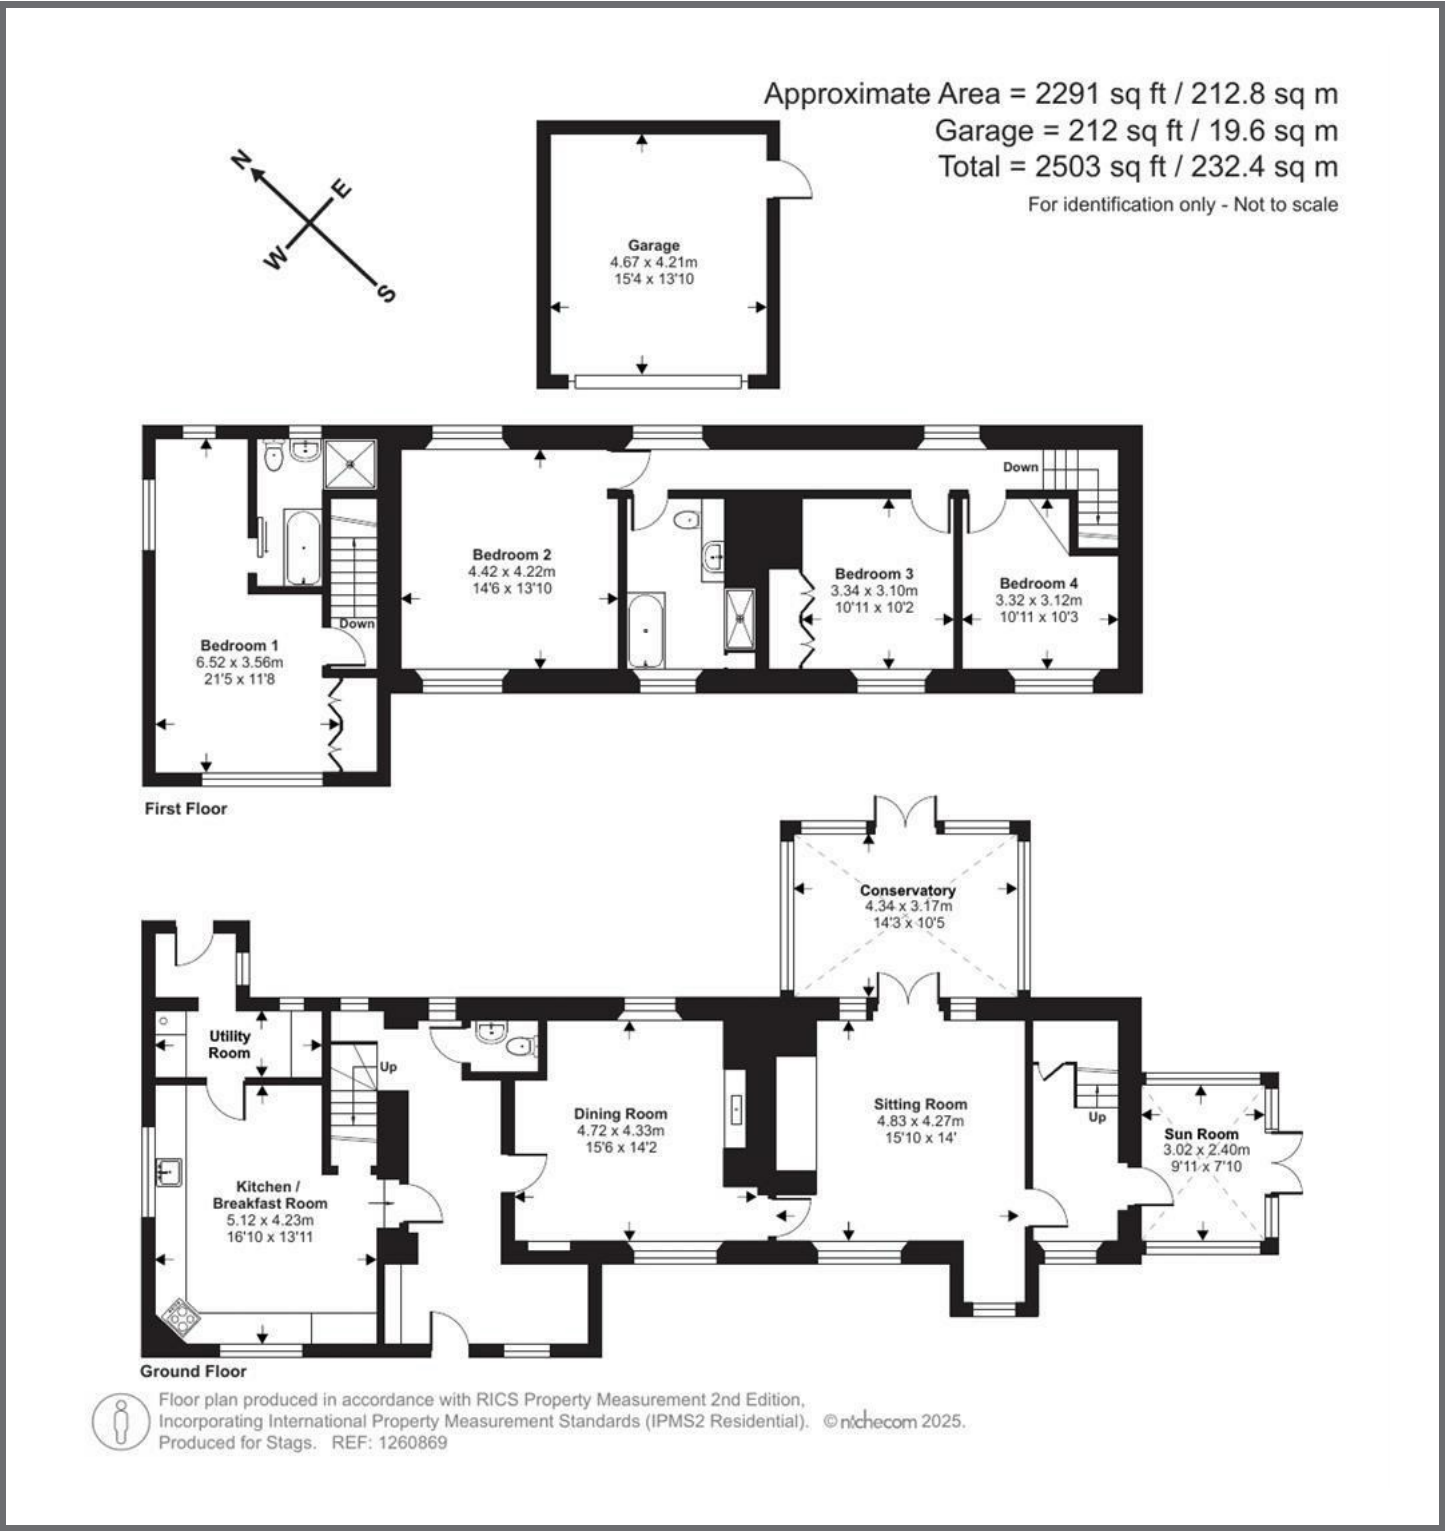 Approximate Area = 2291 sq ft / 212.8 sq m
Garage = 212 sq ft / 19.6 sq m
Total = 2503 sq ft / 232.4 sq m
For identification only - Not to scale
N
E
W
S
Garage
4.67 x 4.21m
15'4 x 13'10
Down
Bedroom 2
4.42 x 4.22m
14'6 x 13'10
Bedroom 3
3.34 x 3.10m
10'11 x 10'2
Bedroom 4
3.32 x 3.12m
10'11 x 10'3
Down
Bedroom 1
6.52 x 3.56m
21'5 x 11'8
First Floor
Conservatory
4.34 x 3.17m
14'3 x 10'5
Utility
Room
Up
Dining Room
4.72 x 4.33m
15'6 x 14'2
Sitting Room
4.83 x 4.27m
15'10 x 14'
Up
Sun Room
3.02 x 2.40m
9'11 x 7'10
Kitchen /
Breakfast Room
5.12 x 4.23m
16'10 x 13'11
Ground Floor
Floor plan produced in accordance with RICS Property Measurement 2nd Edition,
Incorporating International Property Measurement Standards (IPMS2 Residential). © nichecom 2025.
Produced for Stags. REF: 1260869